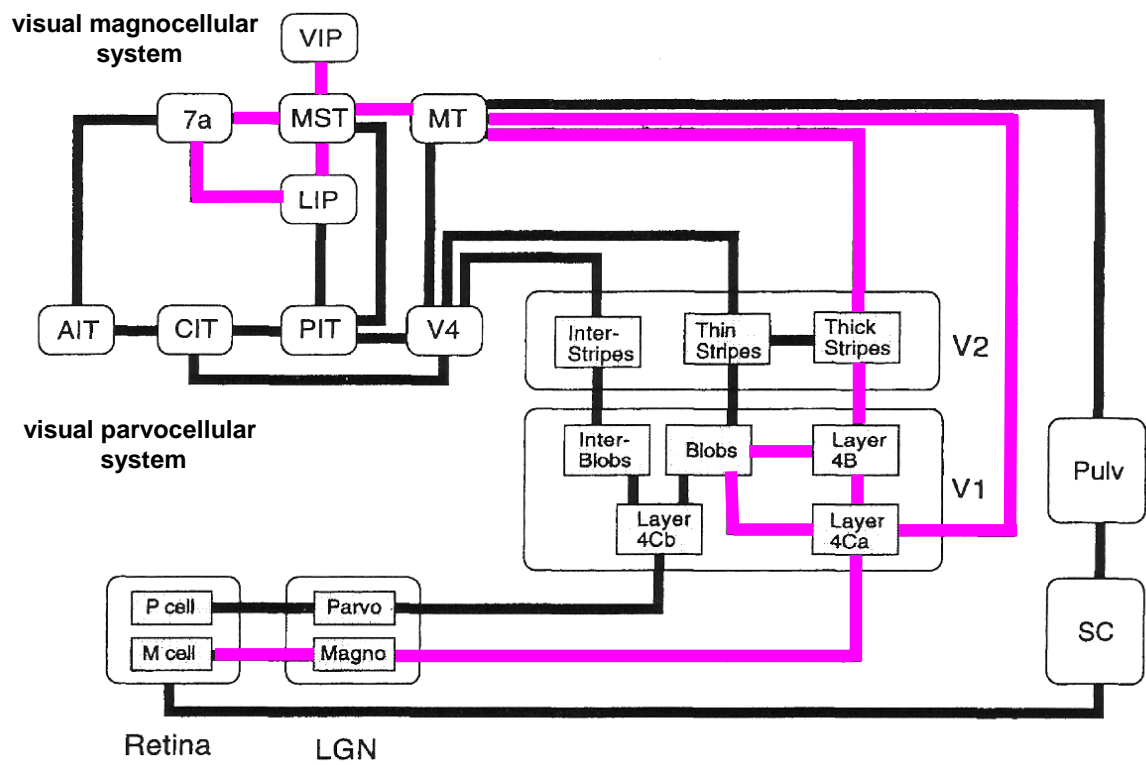 visual magnocellular
system
VIP
7a
MST
MT
LIP
AIT
CIT
PIT
V4
Inter-
Stripes
Thin
Stripes
Thick
Stripes
V2
visual parvocellular
system
Inter-
Blobs
Blobs
Layer
4B
V1
Layer
4Cb
Layer
4Ca
Pulv
P cell
Parvo
M cell
Magno
SC
Retina
LGN